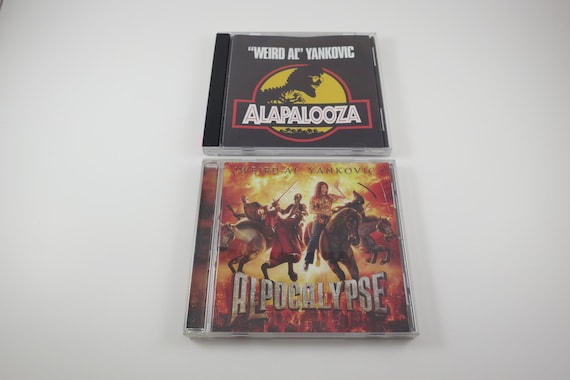 "WEIRD AL" YANKOVIC
ALAPALOOZA
"WEIRD AL" YANKOVIC
ALPOCALYPSE